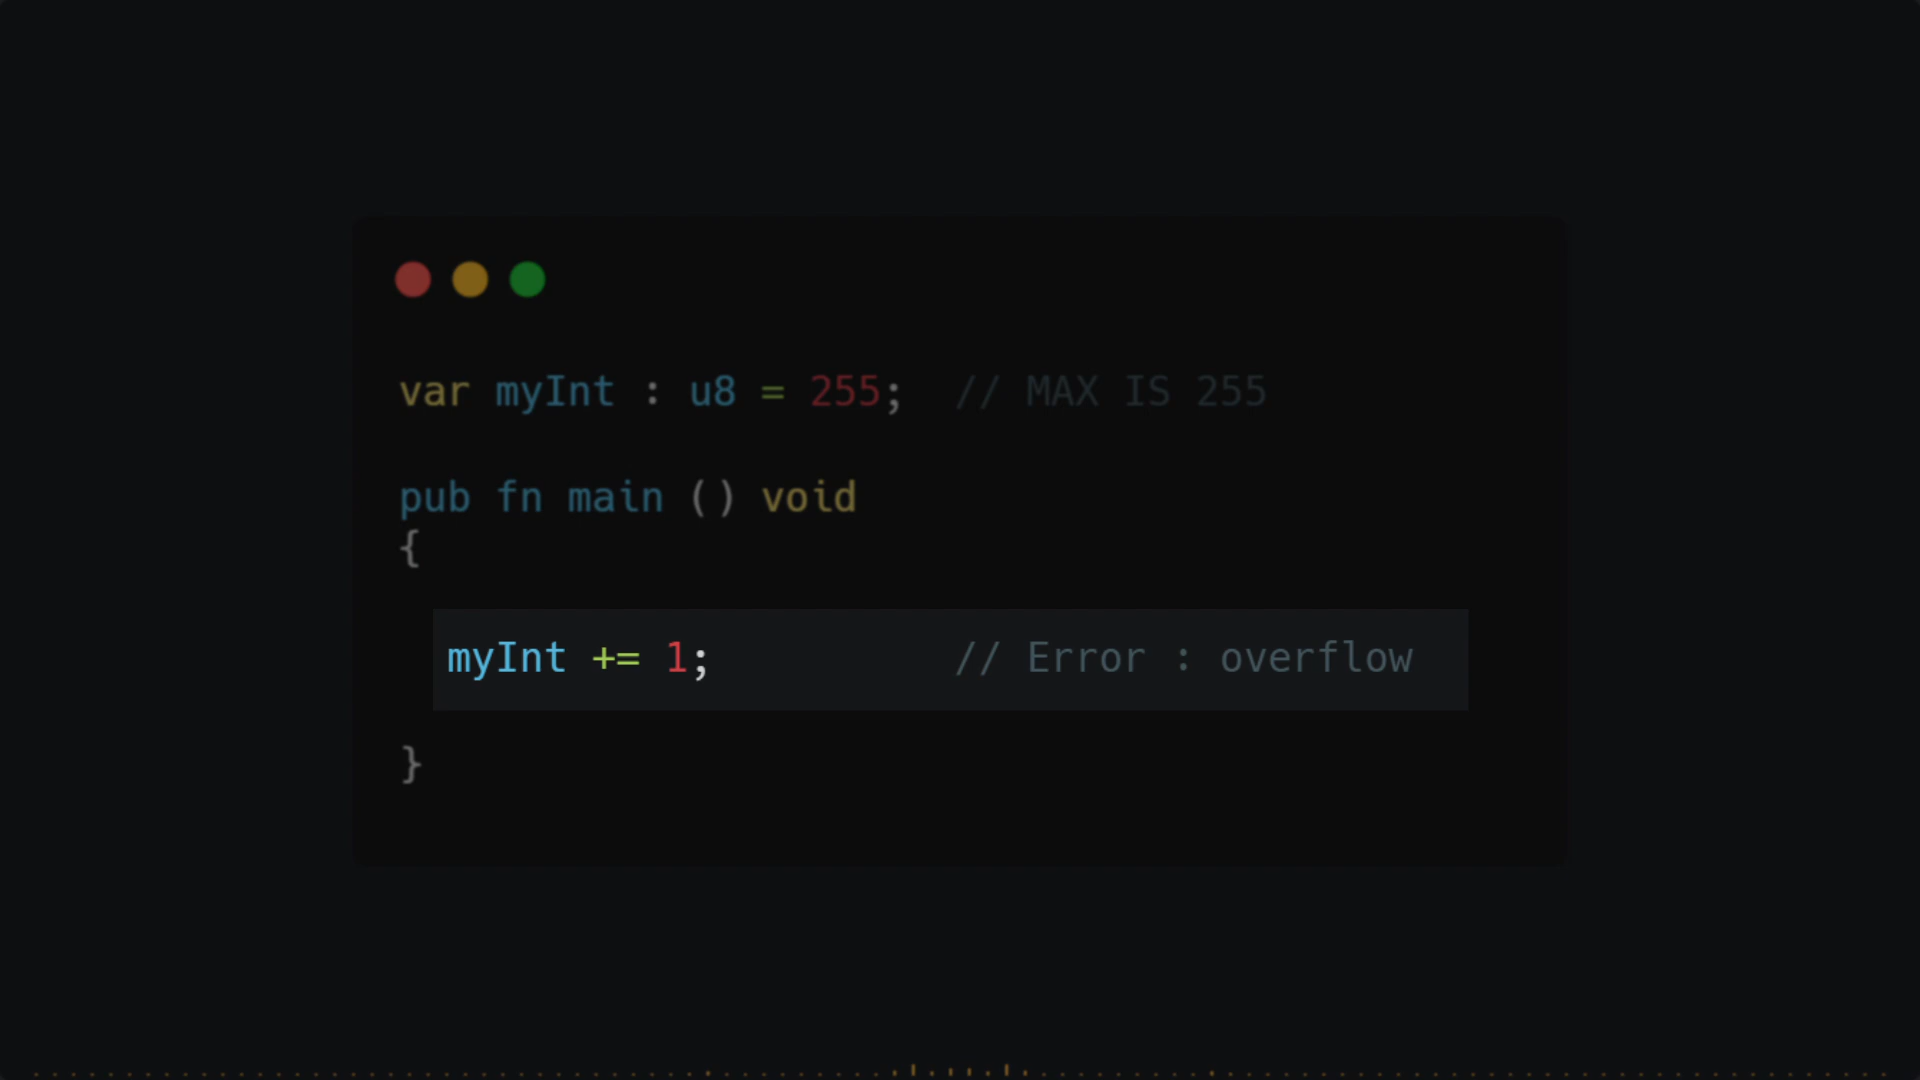 var myInt : u8 = 255;  // MAX IS 255
pub fn main () void
{
myInt += 1;          // Error : overflow
}